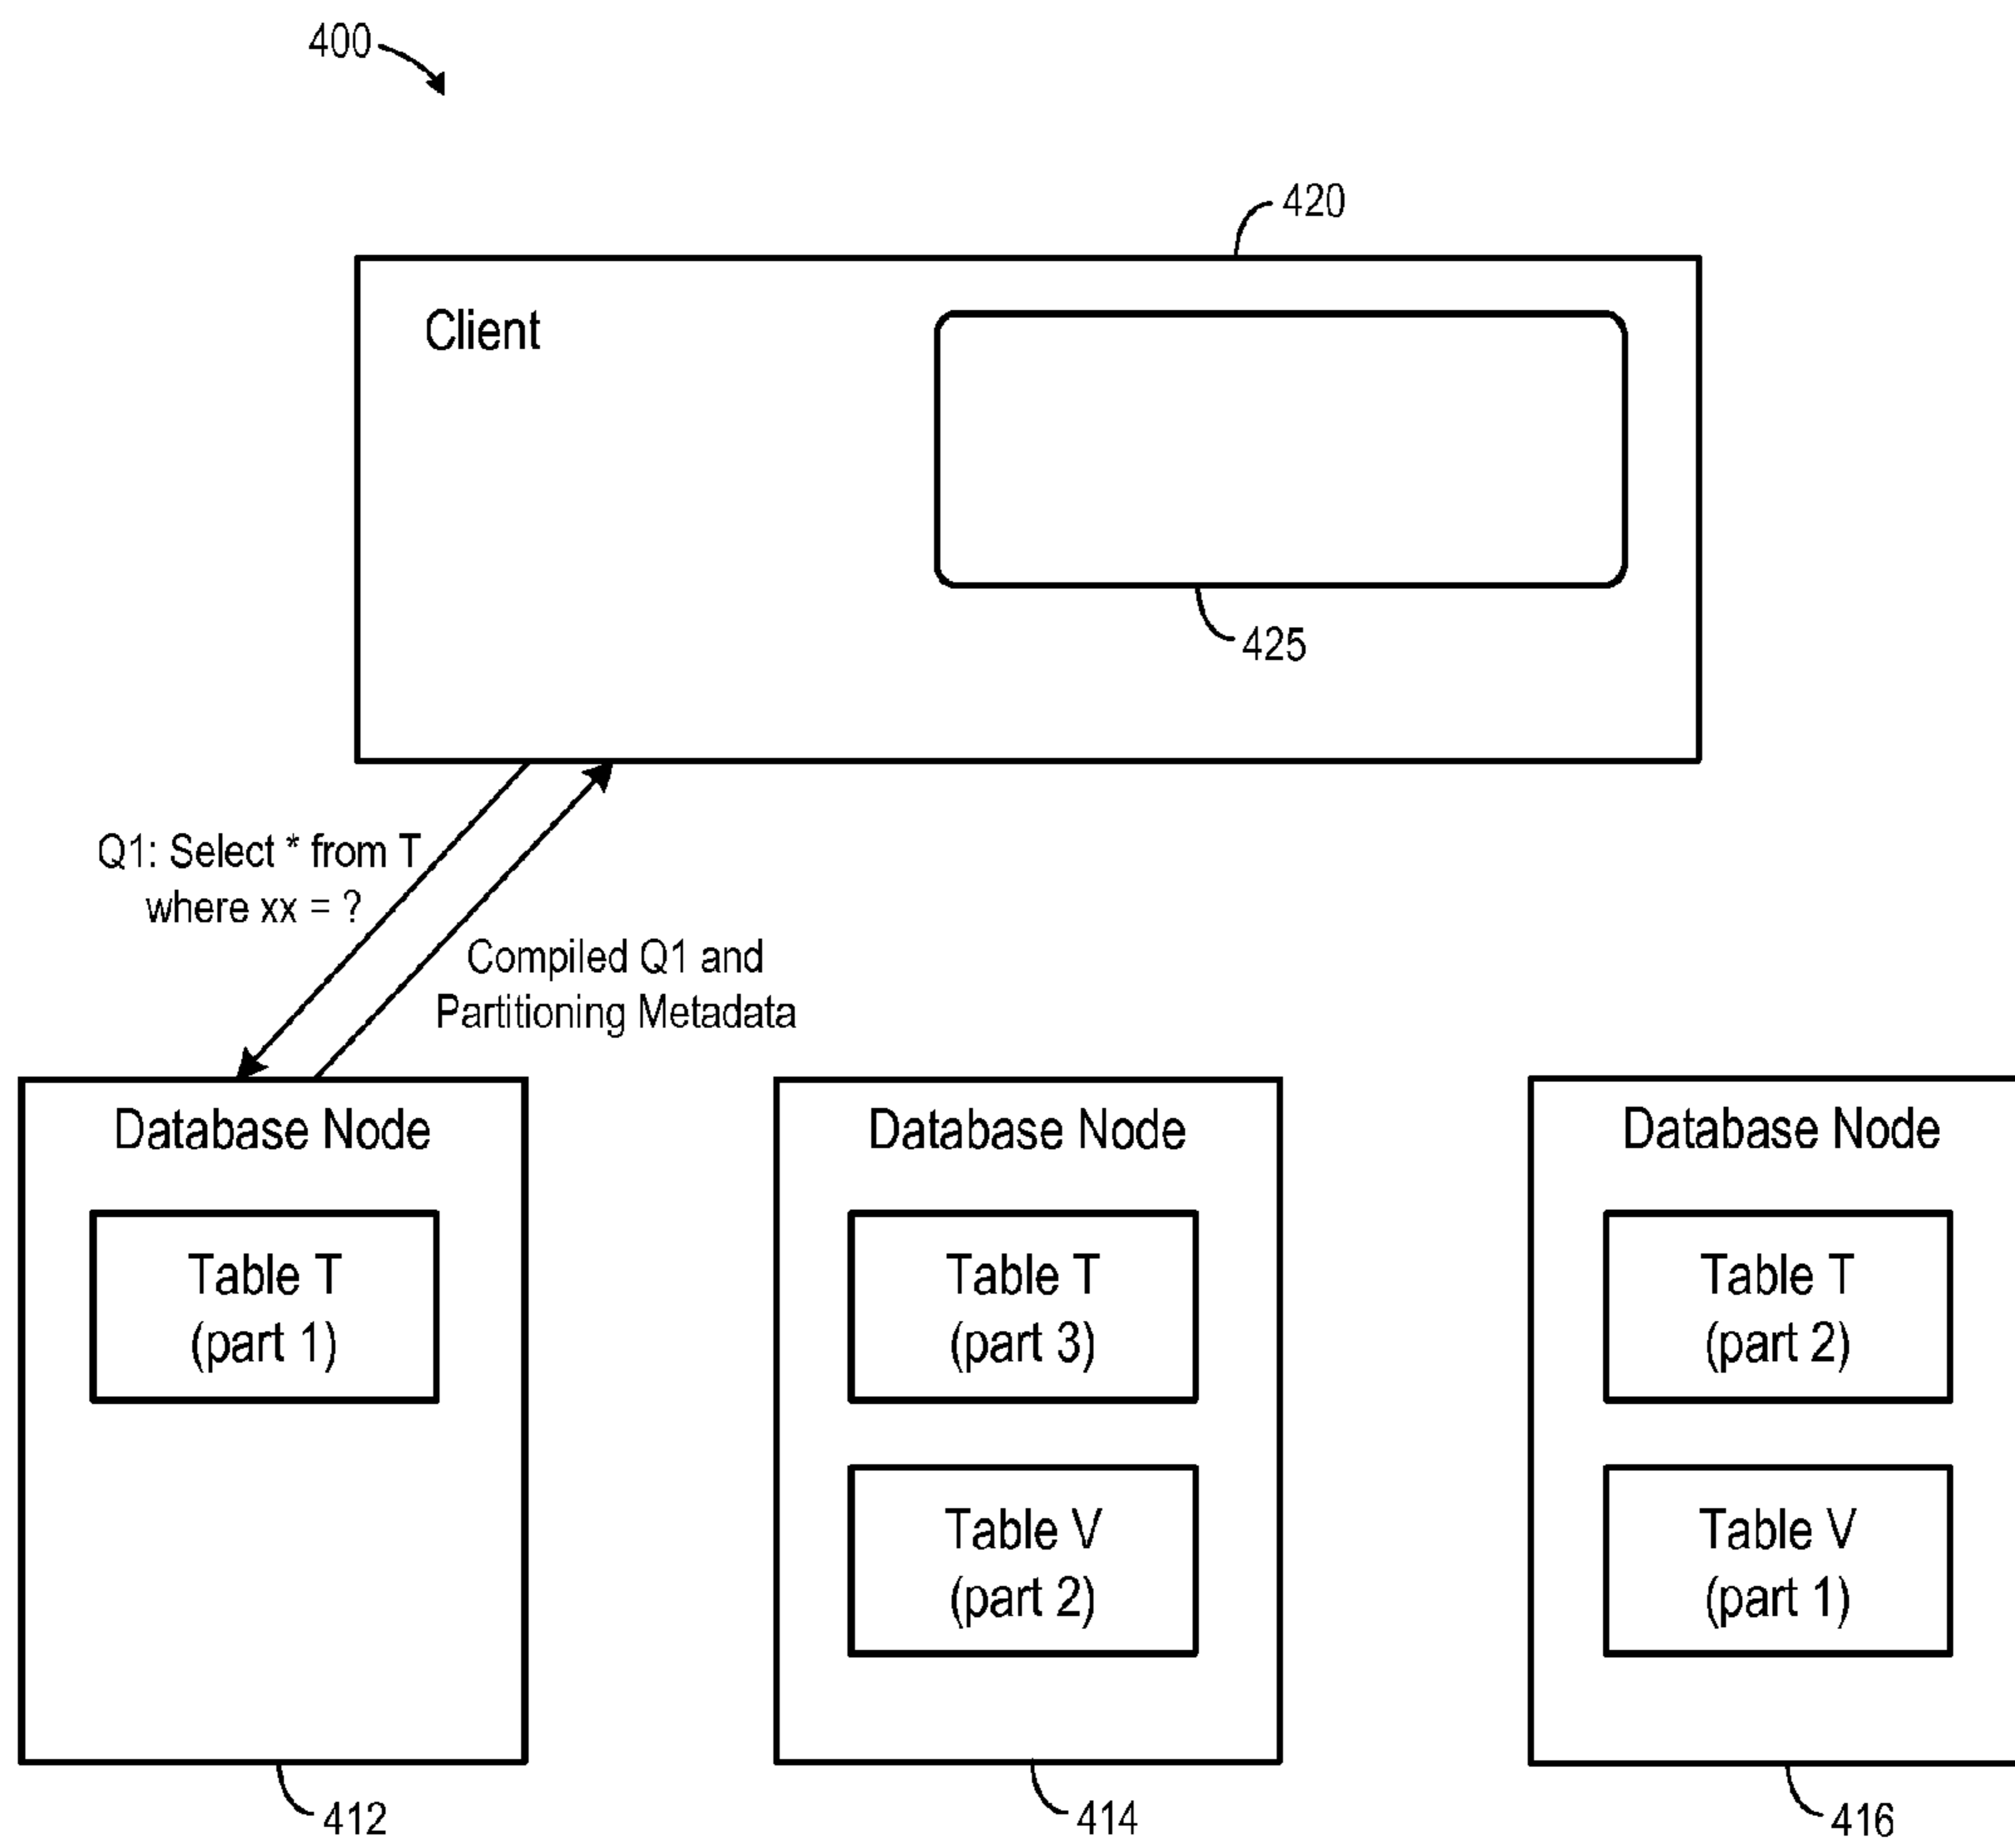 400
420
Client
425
Q1: Select * from T
where xx = ?
Compiled Q1 and
Partitioning Metadata
Database Node
Table T
(part 1)
412
Database Node
Table T
(part 3)
Table V
(part 2)
414
Database Node
Table T
(part 2)
Table V
(part 1)
416